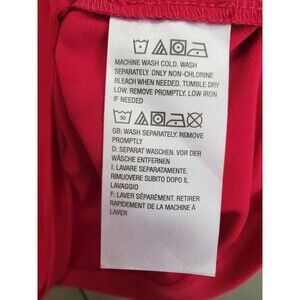 MACHINE WASH COLD. WASH
SEPARATELY. ONLY NON-CHLORINE
BLEACH WHEN NEEDED. TUMBLE DRY
LOW. REMOVE PROMPTLY. LOW IRON
IF NEEDED
30
GB: WASH SEPARATELY. REMOVE
PROMPTLY
D: SEPARAT WASCHEN. VOR DER
WÄSCHE ENTFERNEN
I: LAVARE SEPARATAMENTE.
RIMUOVERE SUBITO DOPO IL
LAVAGGIO
F: LAVER SÉPARÉMENT. RETIRER
RAPIDEMENT DE LA MACHINE À
LAVER